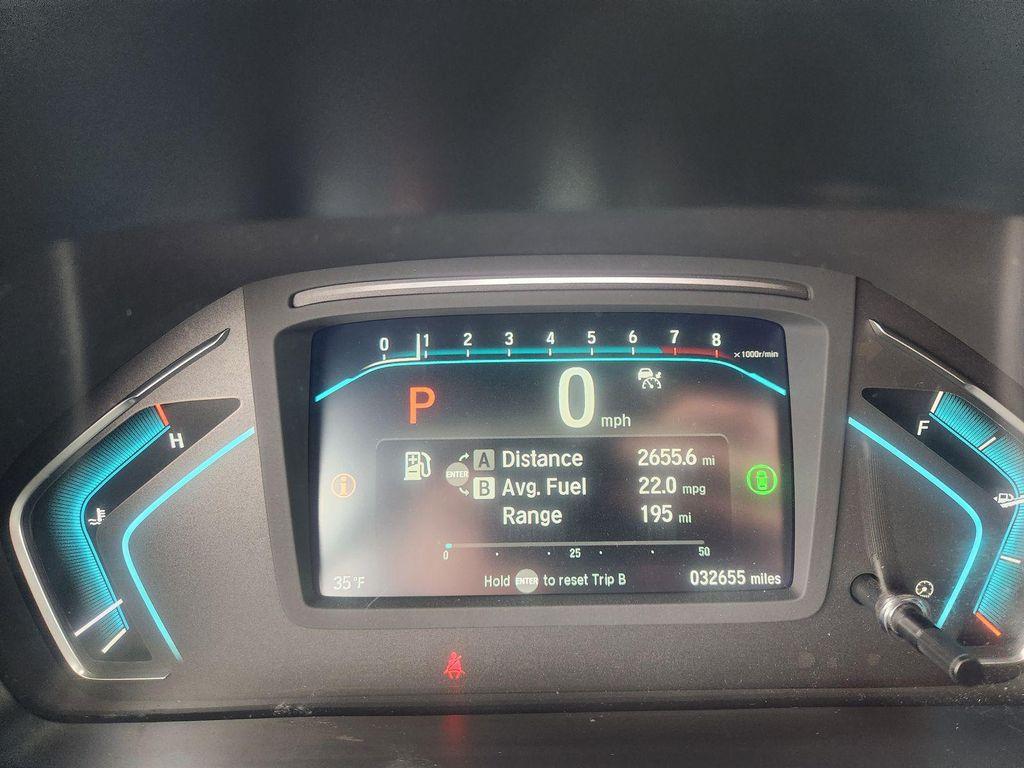 0 1 2 3 4 5 6 7 8 ×1000r/min
P 0 mph
H
F
ENTER
A Distance 2655.6 mi
B Avg. Fuel 22.0 mpg
Range 195 mi
0 25 50
35°F Hold ENTER to reset Trip B 032655 miles